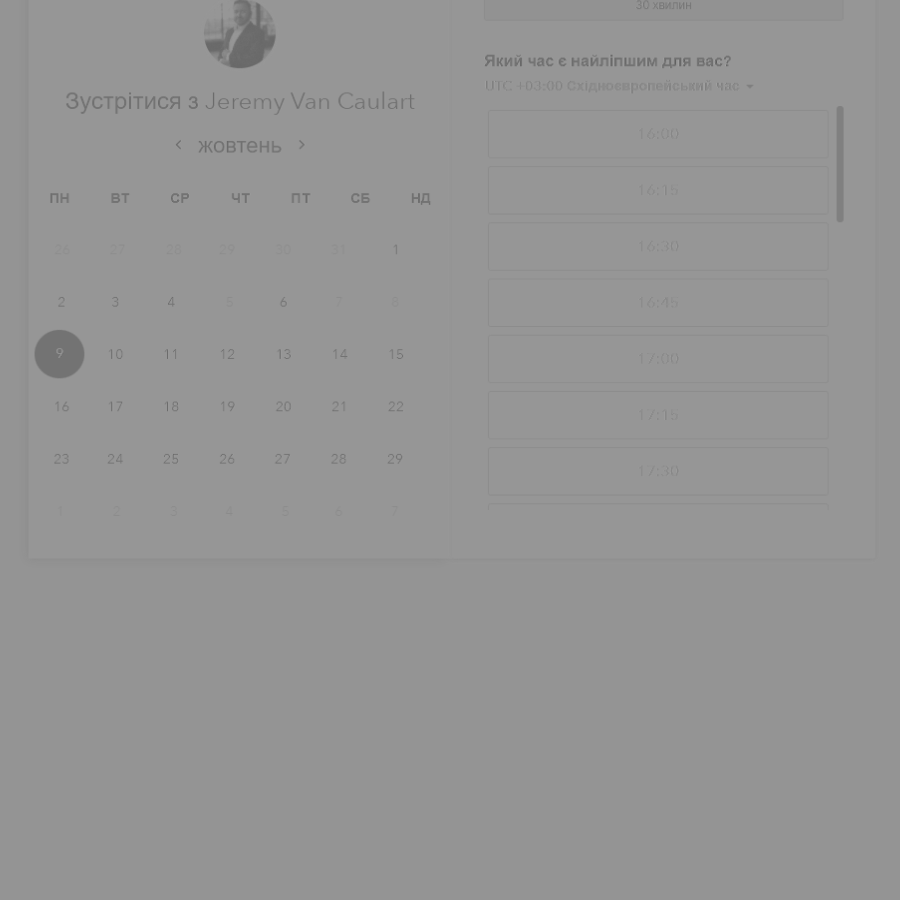 Зустрітися з Jeremy Van Caulart
жовтень
ПН ВТ СР ЧТ ПТ СБ НД
26 27 28 29 30 31 1
2 3 4 5 6 7 8
9 10 11 12 13 14 15
16 17 18 19 20 21 22
23 24 25 26 27 28 29
1 2 3 4 5 6 7
30 хвилин
Який час є найліпшим для вас?
UTC +03:00 Східноєвропейський час
16:00
16:15
16:30
16:45
17:00
17:15
17:30